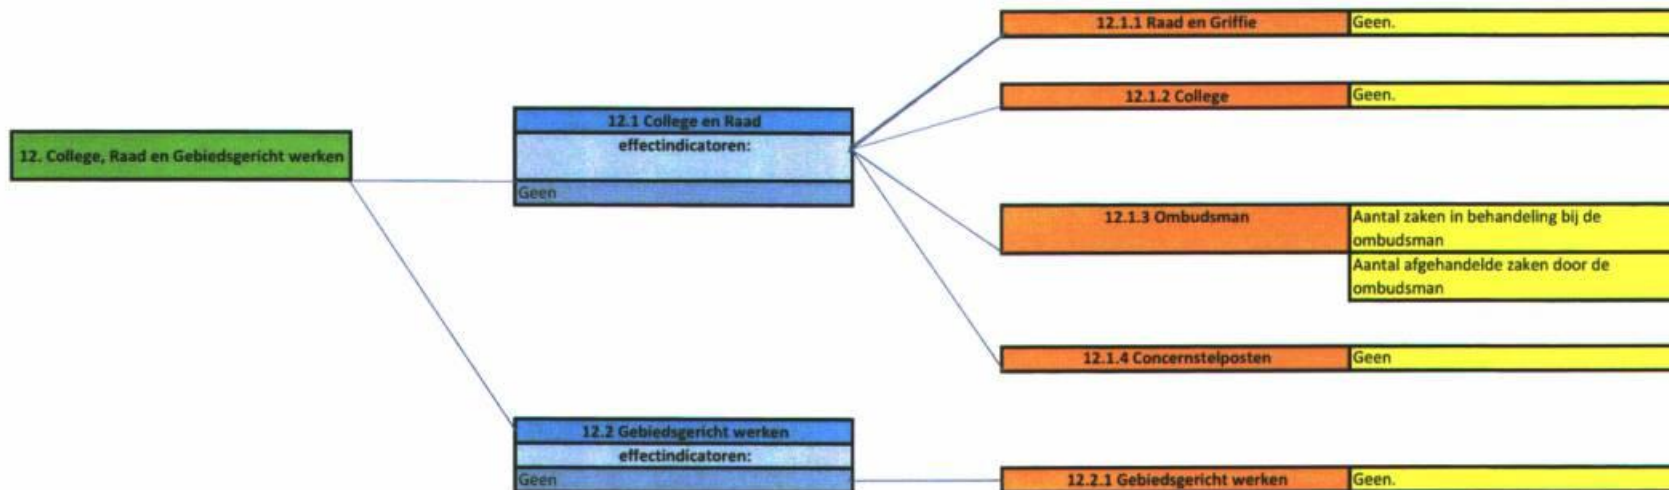 12. College, Raad en Gebiedsgericht werken
12.1 College en Raad
effectindicatoren:
Geen
12.1.1 Raad en Griffie
Geen.
12.1.2 College
Geen.
12.1.3 Ombudsman
Aantal zaken in behandeling bij de
ombudsman
Aantal afgehandelde zaken door de
ombudsman
12.1.4 Concernstelposten
Geen
12.2 Gebiedsgericht werken
effectindicatoren:
Geen
12.2.1 Gebiedsgericht werken
Geen.